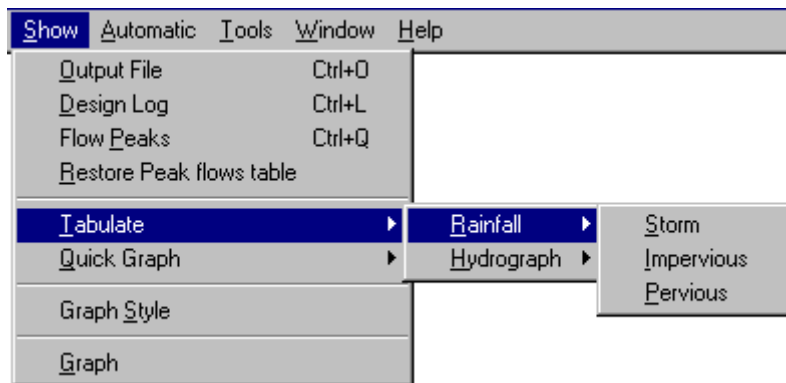 Show Automatic Tools Window Help
Output File Ctrl+O
Design Log Ctrl+L
Flow Peaks Ctrl+Q
Restore Peak flows table
Tabulate Rainfall Storm
Quick Graph Hydrograph Impervious
Pervious
Graph Style
Graph